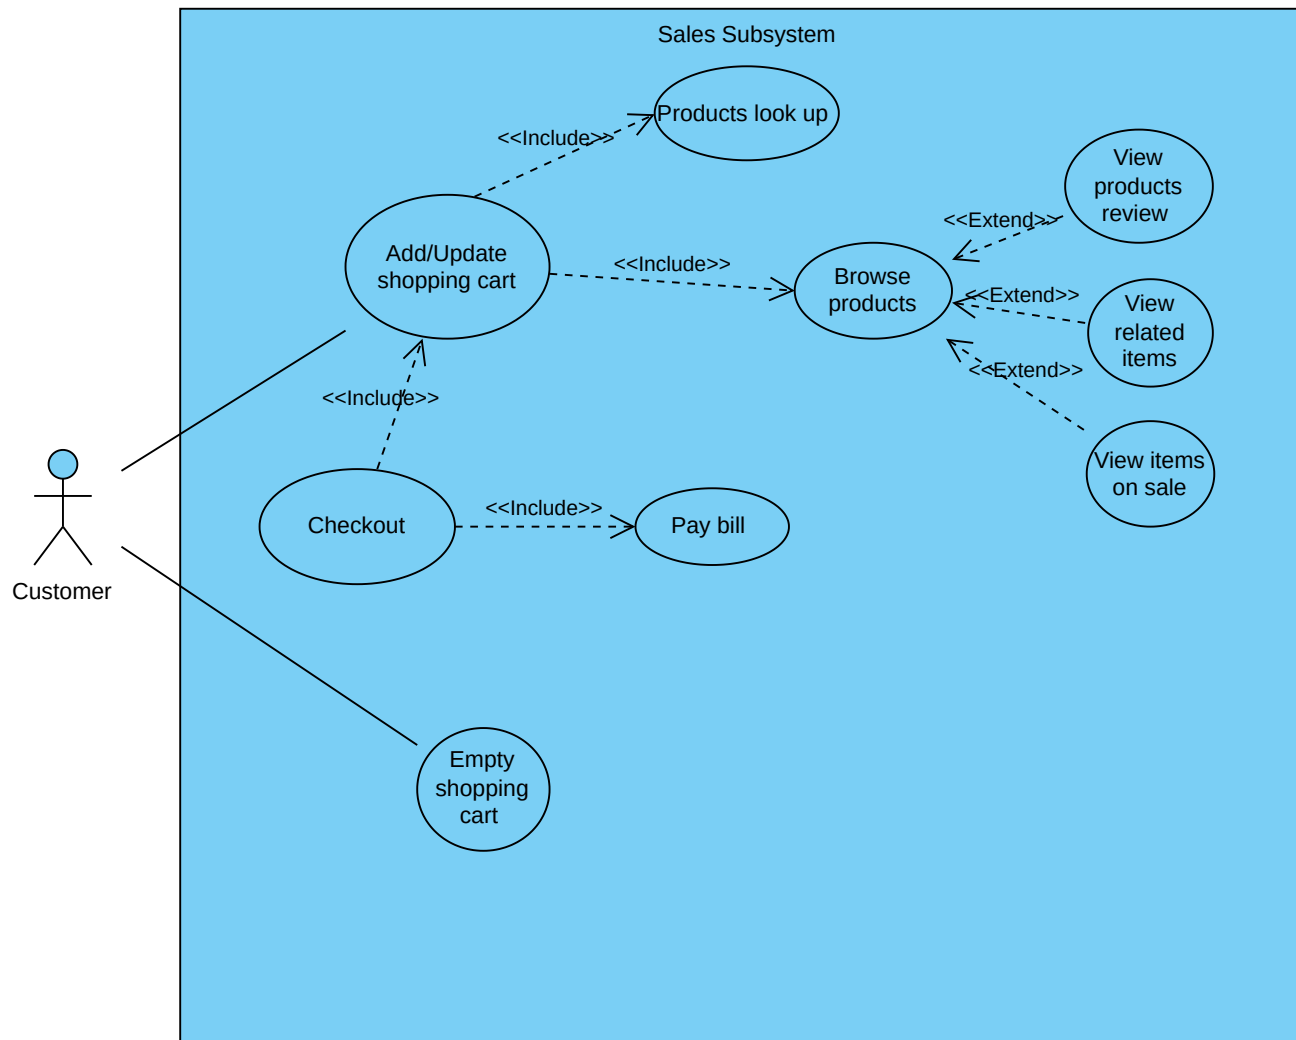 Sales Subsystem
Products look up
<<Include>>
View
products
review
<<Extend>>
Add/Update
shopping cart
<<Include>>
Browse
products
<<Extend>>
View
related
items
<<Extend>>
<<Include>>
View items
on sale
Checkout
<<Include>>
Pay bill
Customer
Empty
shopping
cart